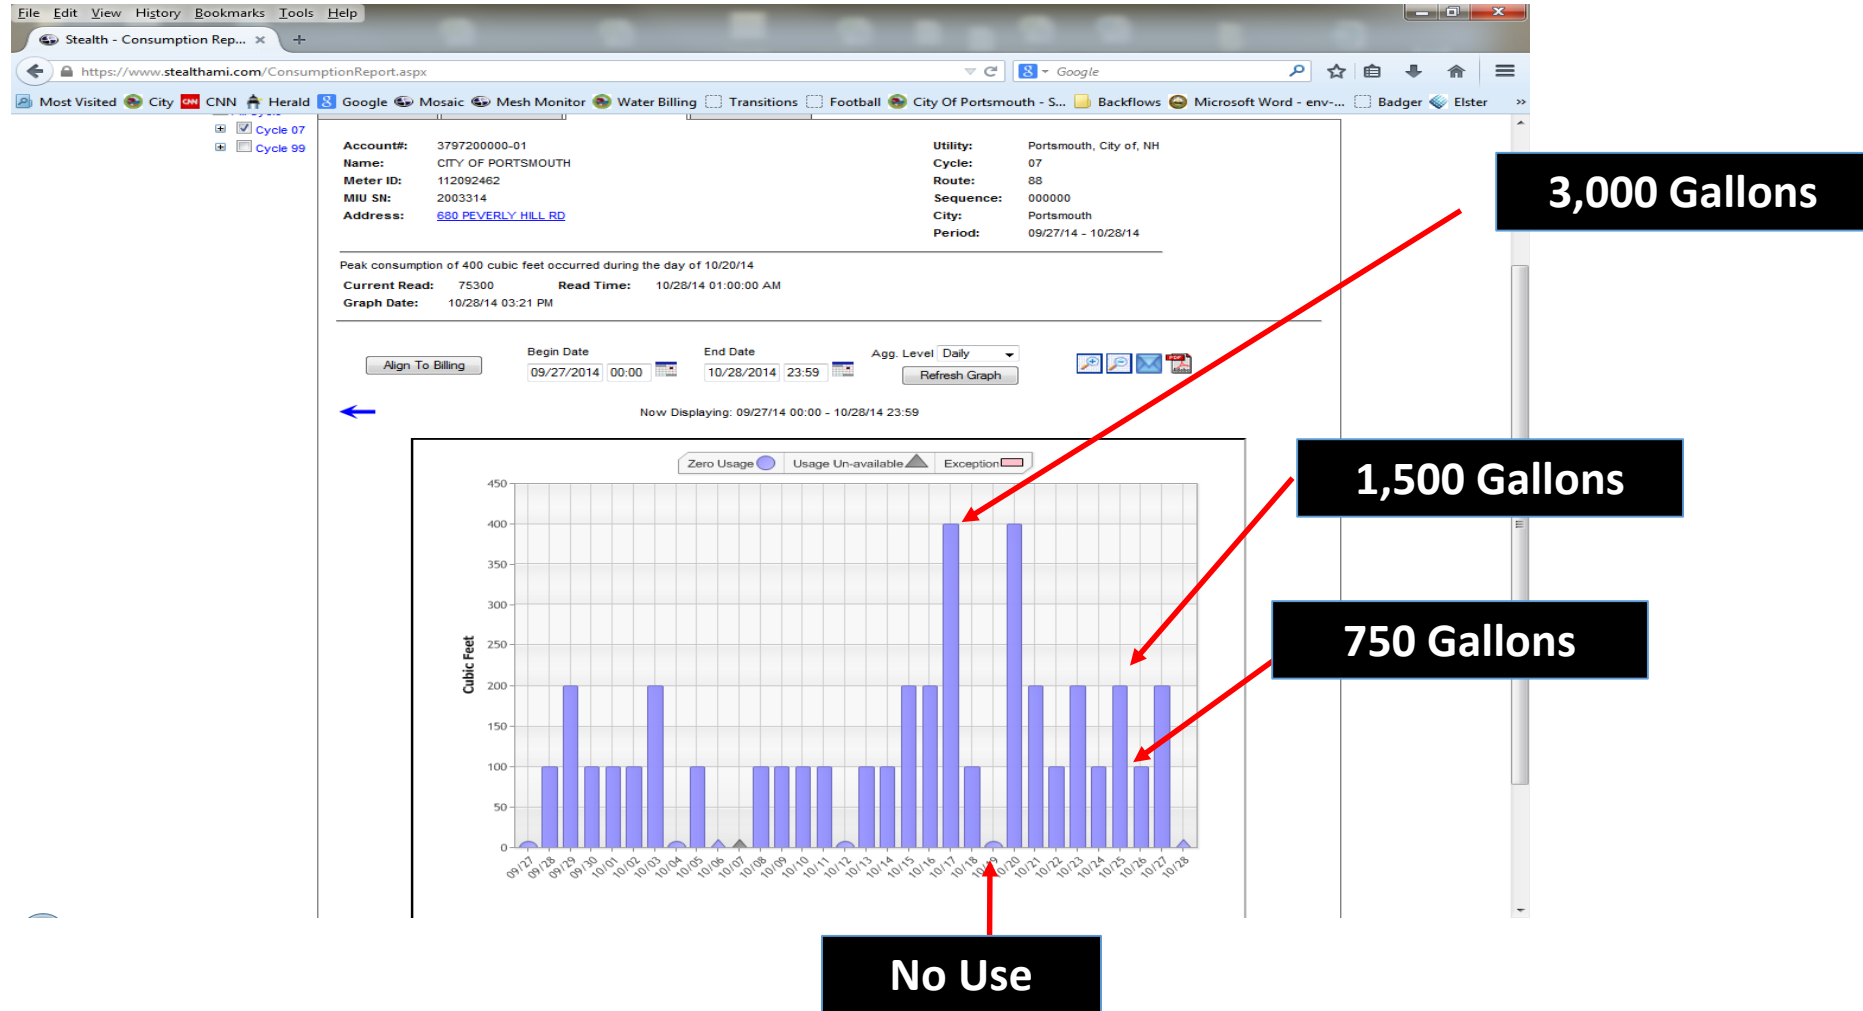 File Edit View History Bookmarks Tools Help
Stealth - Consumption Rep... × +
https://www.stealthami.com/ConsumptionReport.aspx Google
Most Visited City CNN Herald Google Mosaic Mesh Monitor Water Billing Transitions Football City Of Portsmouth - S... Backflows Microsoft Word - env-... Badger Elster »
Cycle 07
Cycle 99
Account#: 3797200000-01 Utility: Portsmouth, City of, NH
Name: CITY OF PORTSMOUTH Cycle: 07
Meter ID: 112092462 Route: 88
MIU SN: 2003314 Sequence: 000000
Address: 680 PEVERLY HILL RD City: Portsmouth
Period: 09/27/14 - 10/28/14
3,000 Gallons
Peak consumption of 400 cubic feet occurred during the day of 10/20/14
Current Read: 75300 Read Time: 10/28/14 01:00:00 AM
Graph Date: 10/28/14 03:21 PM
Begin Date End Date Agg. Level Daily
Align To Billing 09/27/2014 00:00 10/28/2014 23:59 Refresh Graph
Now Displaying: 09/27/14 00:00 - 10/28/14 23:59
Zero Usage Usage Un-available Exception
1,500 Gallons
750 Gallons
Cubic Feet
450
400
350
300
250
200
150
100
50
0
09/27 09/28 09/29 09/30 10/01 10/02 10/03 10/04 10/05 10/06 10/07 10/08 10/09 10/10 10/11 10/12 10/13 10/14 10/15 10/16 10/17 10/18 10/19 10/20 10/21 10/22 10/23 10/24 10/25 10/26 10/27 10/28
No Use